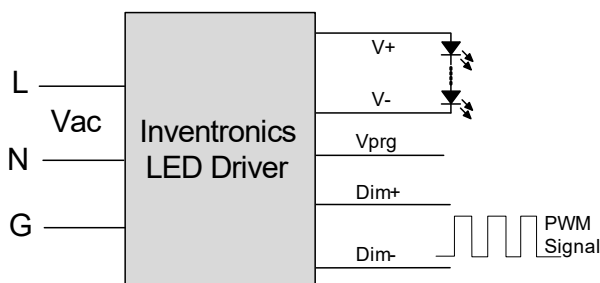 L
Vac
N
G
Inventronics
LED Driver
V+
V-
Vprg
Dim+
Dim-
PWM
Signal